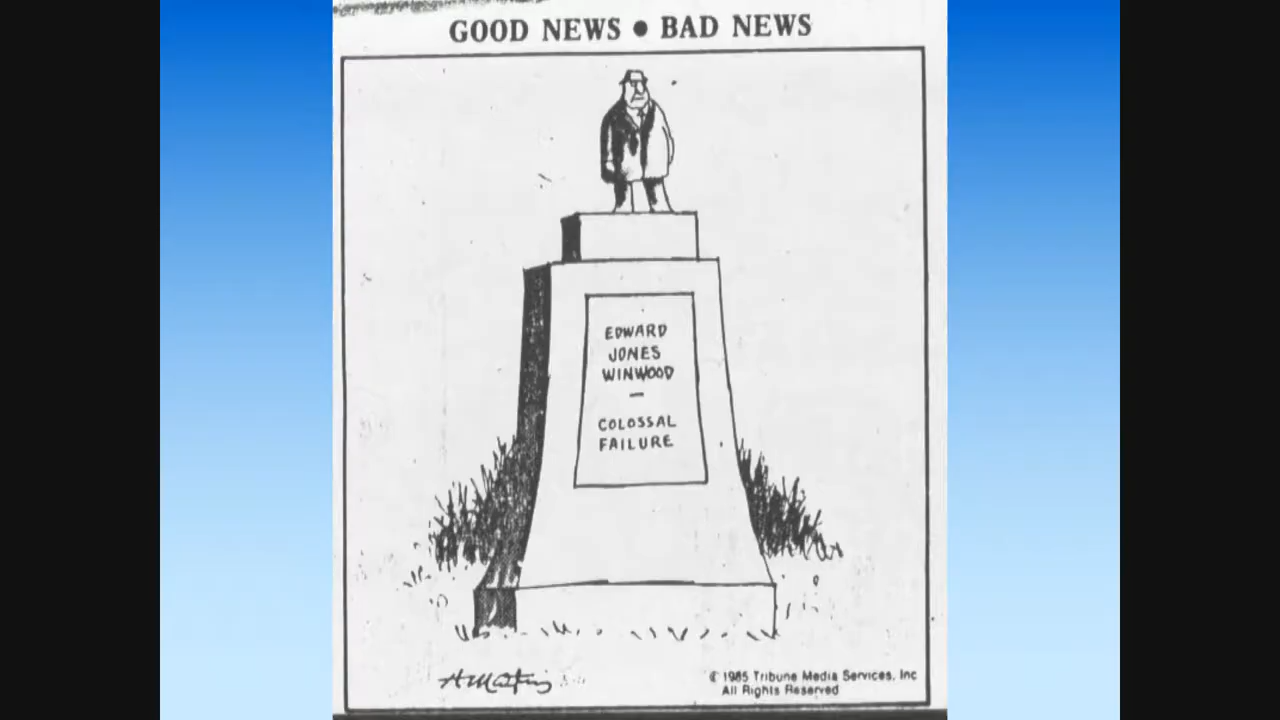 GOOD NEWS ● BAD NEWS
EDWARD
JONES
WINWOOD
—
COLOSSAL
FAILURE
© 1985 Tribune Media Services, Inc
All Rights Reserved